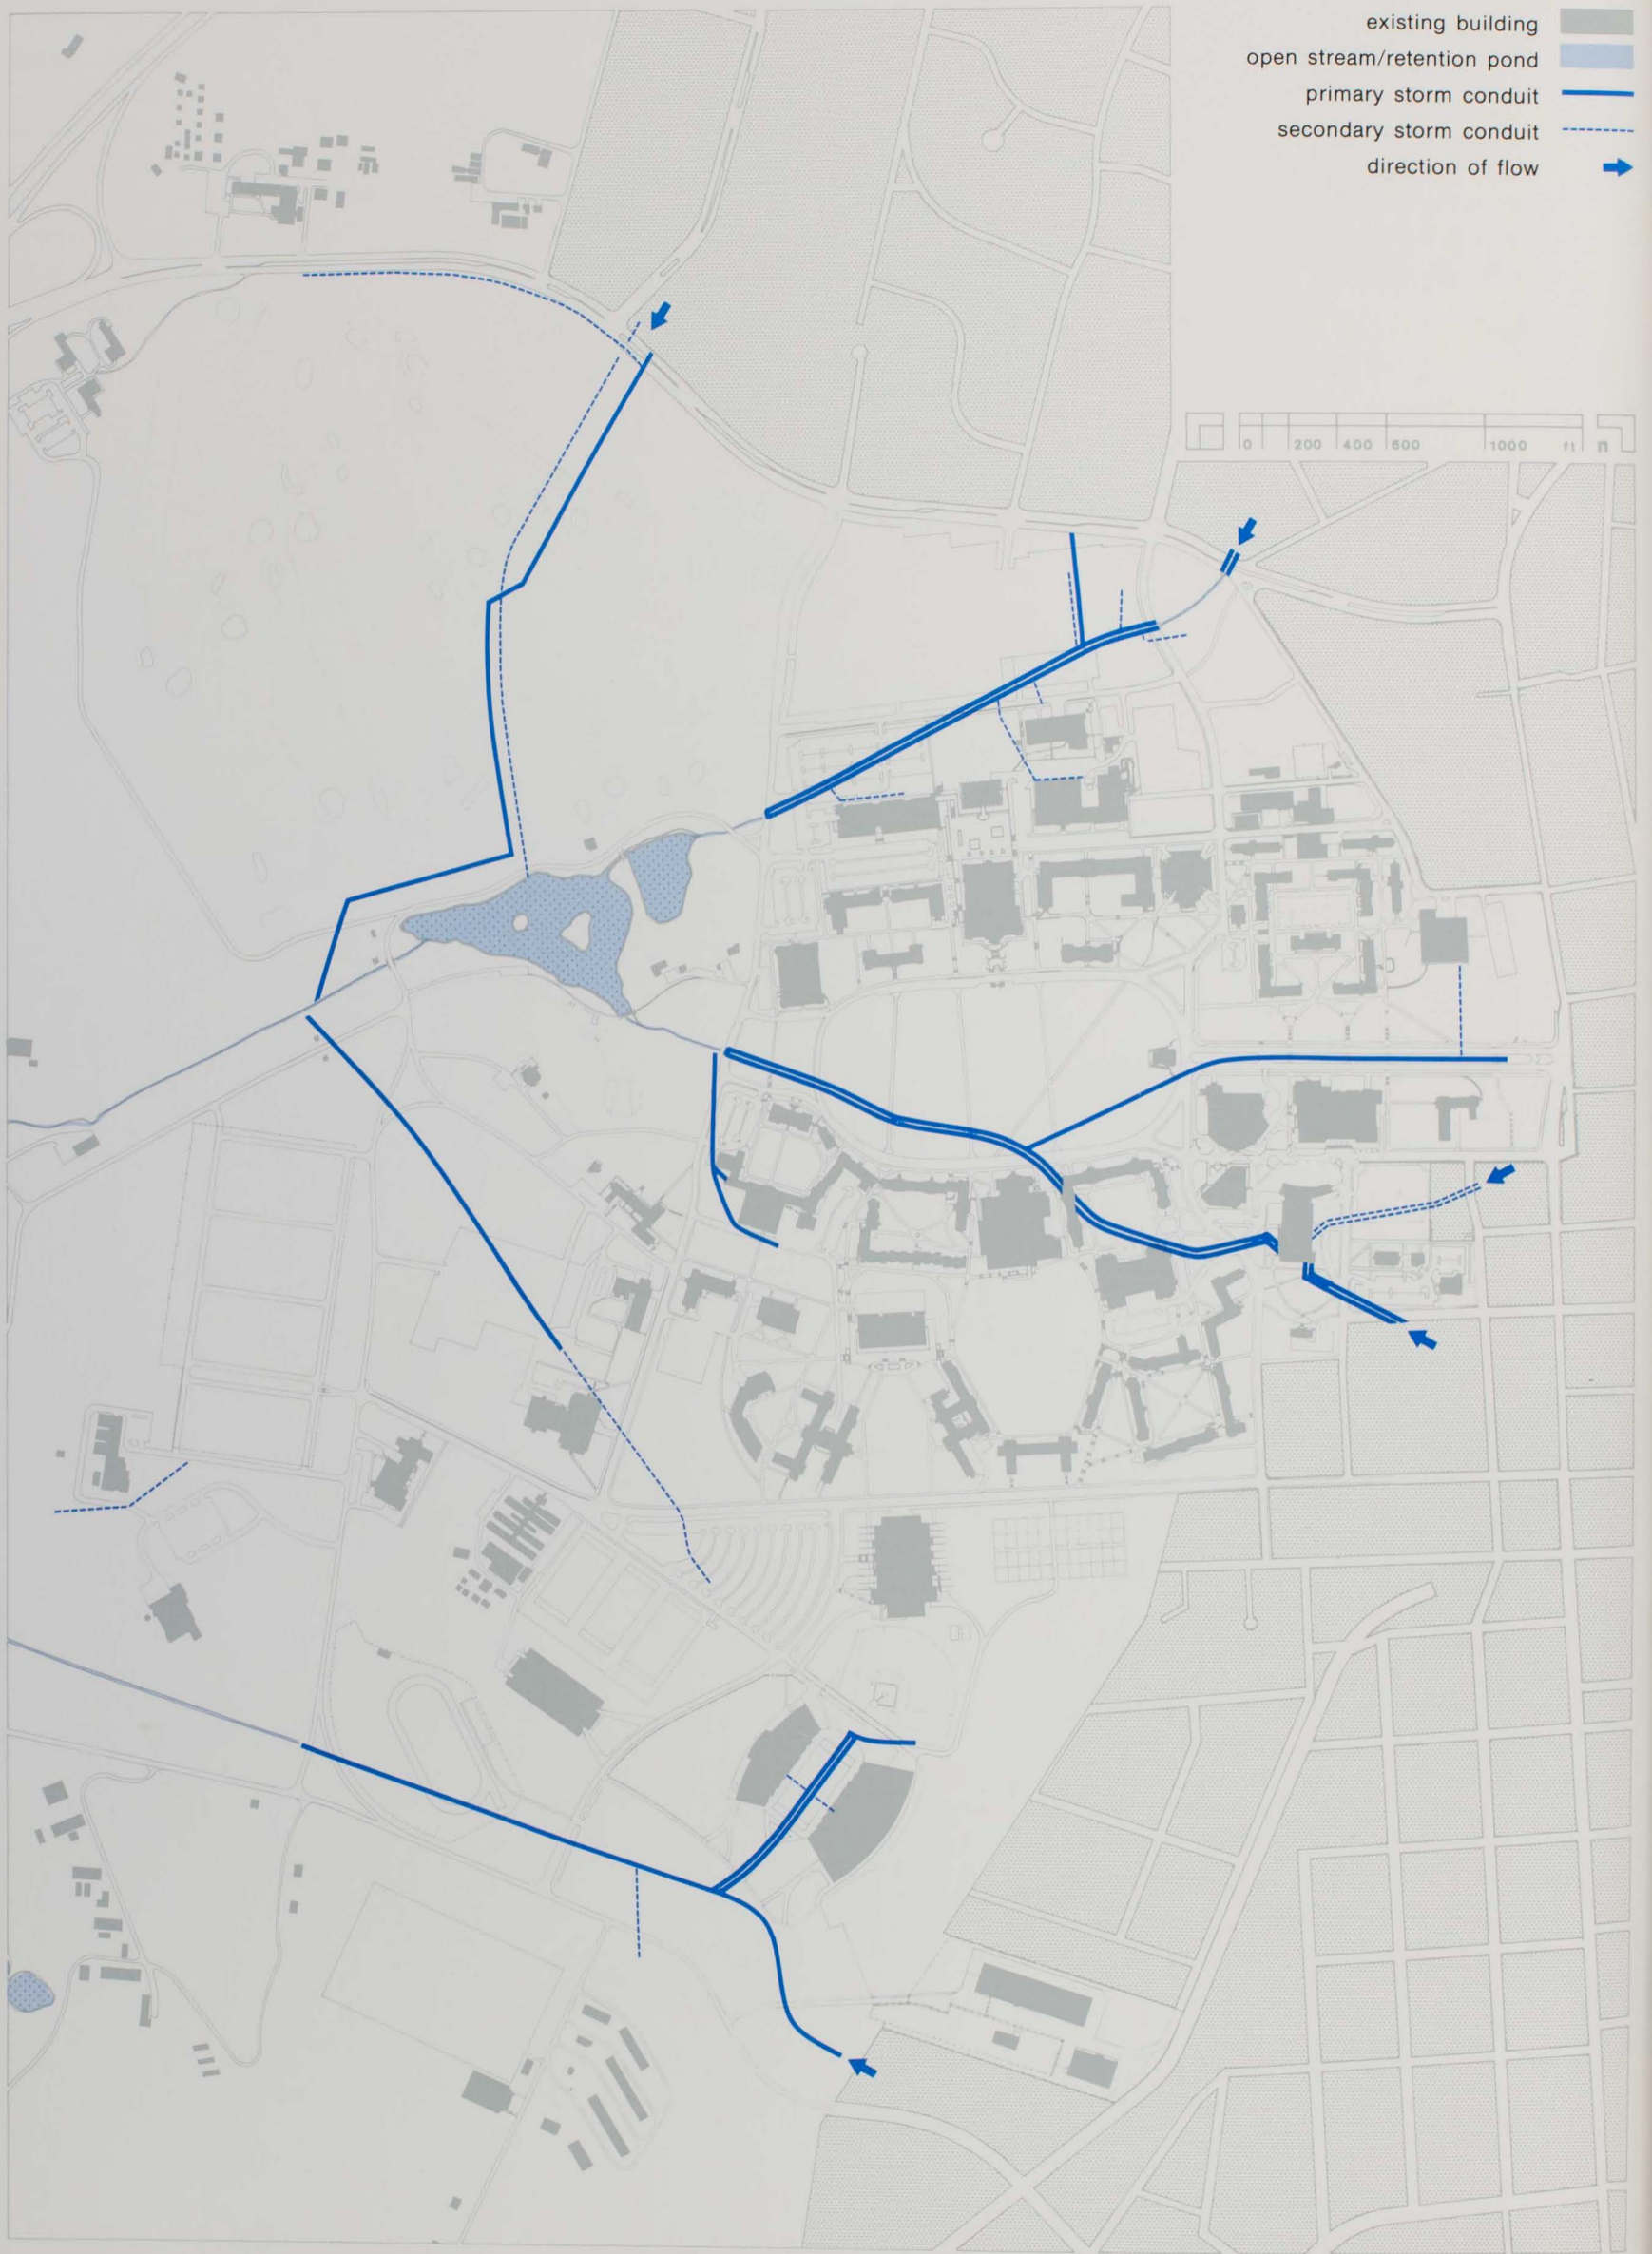 existing building
open stream/retention pond
primary storm conduit
secondary storm conduit
direction of flow
0 200 400 600 1000 ft n